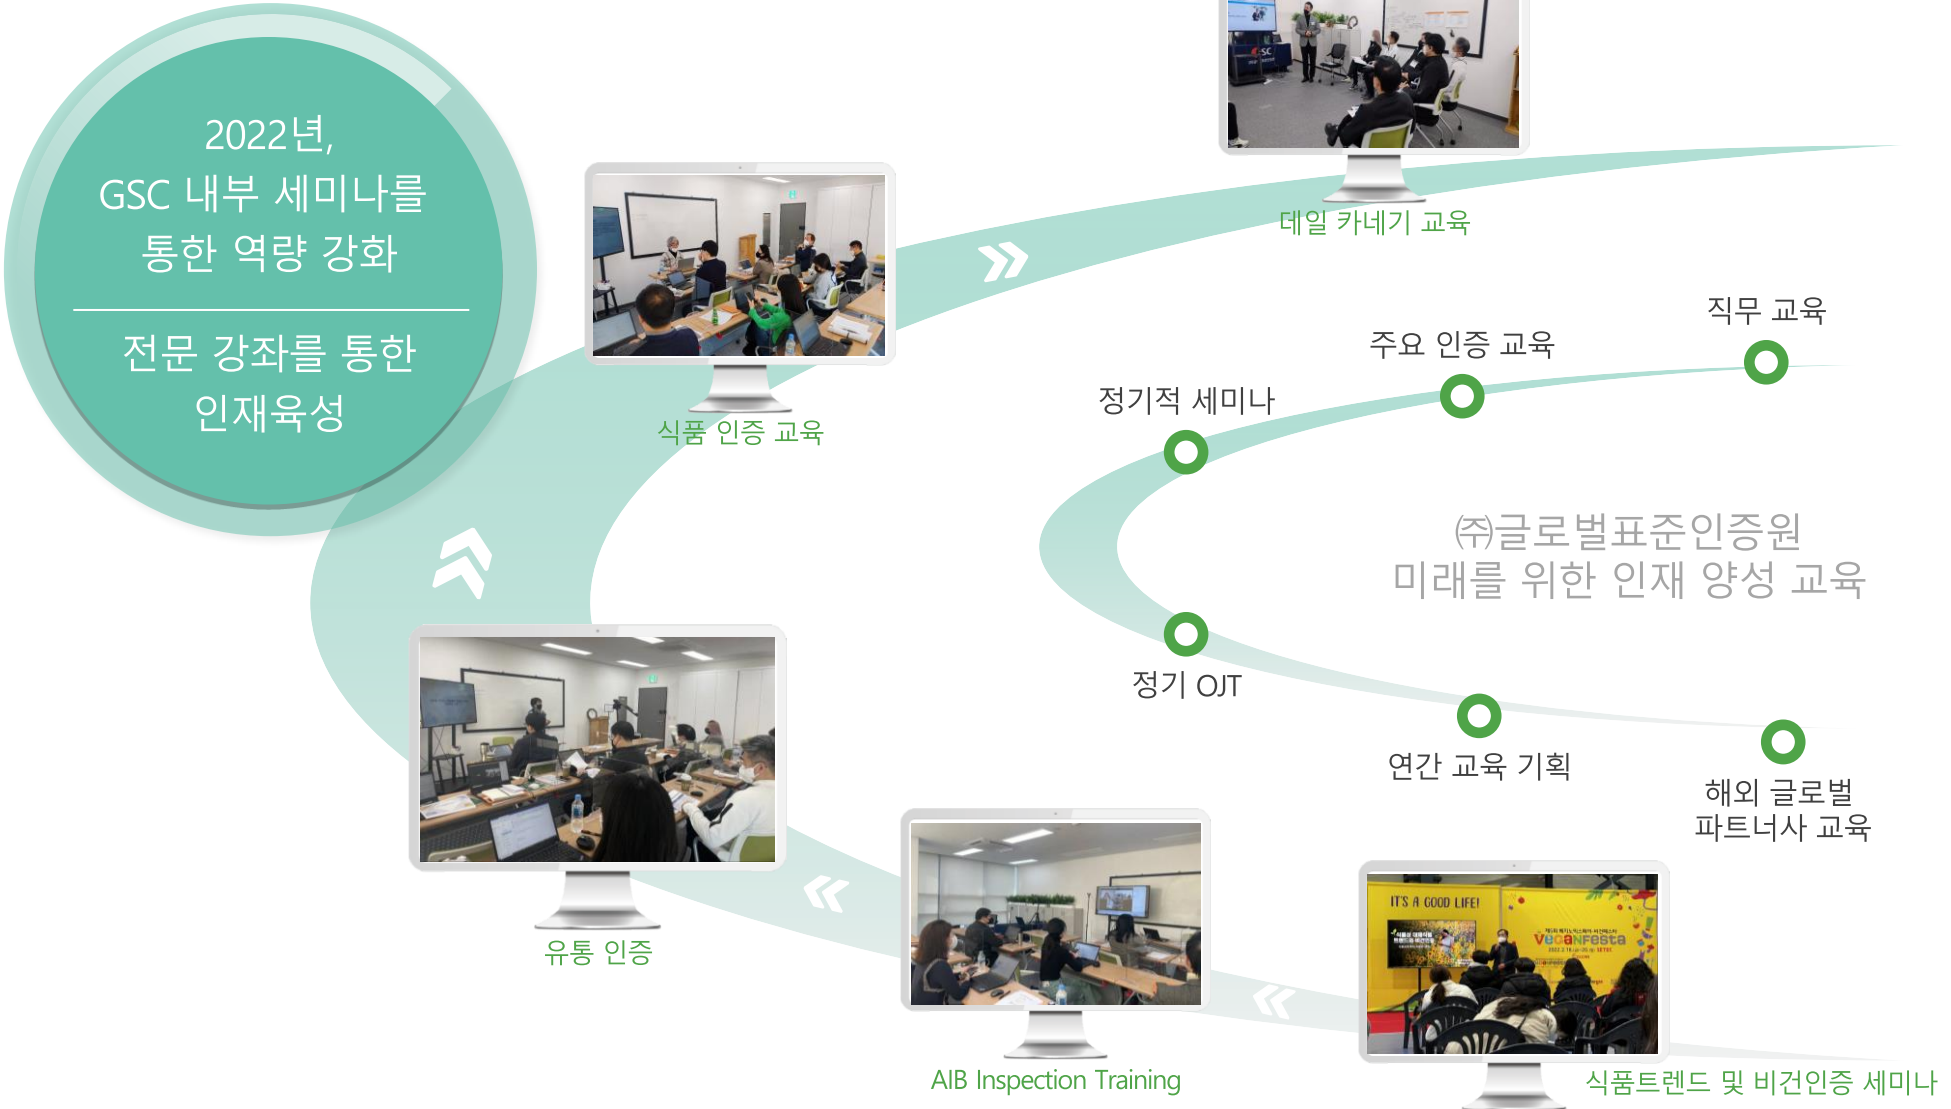 2022년,
GSC 내부 세미나를
통한 역량 강화
전문 강좌를 통한
인재육성
데일 카네기 교육
식품 인증 교육
유통 인증
AIB Inspection Training
식품트렌드 및 비건인증 세미나
직무 교육
주요 인증 교육
정기적 세미나
㈜글로벌표준인증원
미래를 위한 인재 양성 교육
정기 OJT
연간 교육 기획
해외 글로벌
파트너사 교육
IT'S A GOOD LIFE!
VEGANFESTA